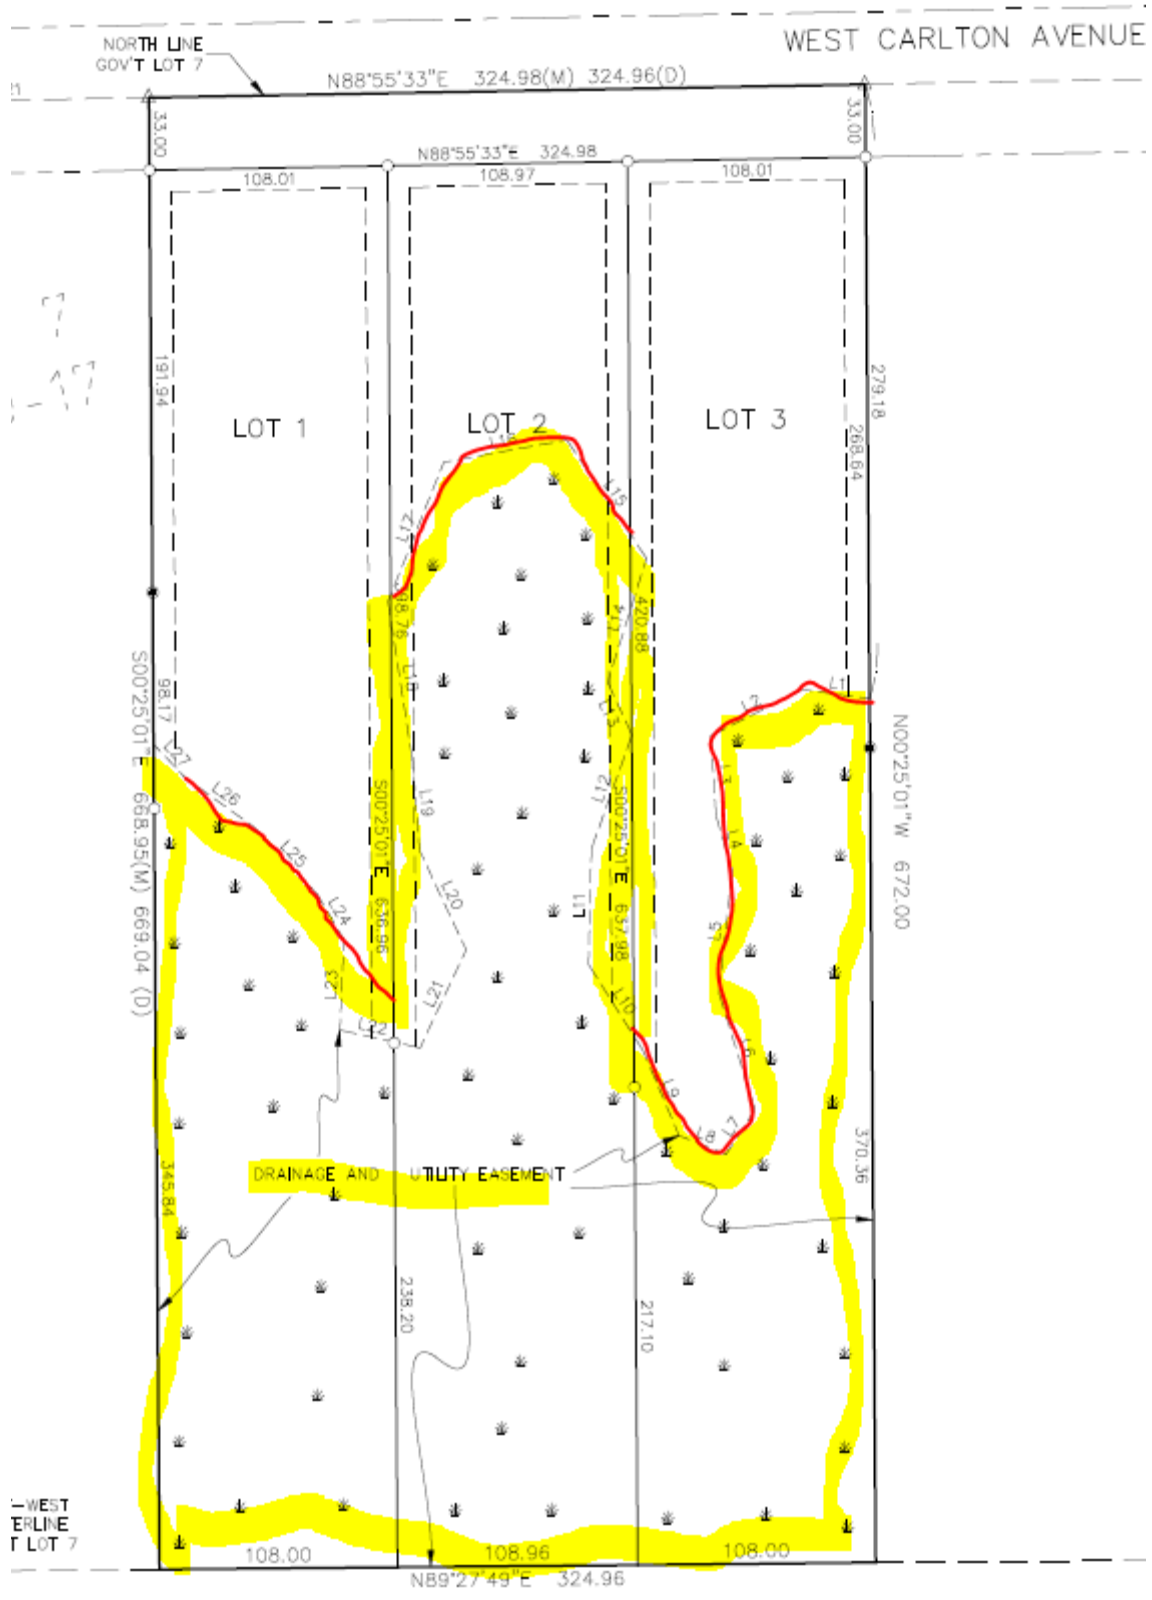 WEST CARLTON AVENUE
NORTH LINE
GOV'T LOT 7
N88°55'33"E 324.98(M) 324.96(D)
21
33.00
33.00
N88°55'33"E 324.98
108.01
108.97
108.01
7
-17
191.94
279.18
268.64
LOT 1
LOT 2
LOT 3
L16
L15
L17
98.76
420.88
L14
L18
L1
L2
S00°25'01"E 668.95(M) 669.04 (D)
98.17
L27
L13
N00°25'01"W 672.00
L26
L19
L12
L3
S00°25'01"E 636.96
S00°25'01"E 637.98
L25
L4
L24
L20
L11
L5
L23
L21
L10
L22
L6
L9
L8
L7
DRAINAGE AND UTILITY EASEMENT
345.84
370.36
238.20
217.10
-WEST
ERLINE
T LOT 7
108.00
108.96
108.00
N89°27'49"E 324.96